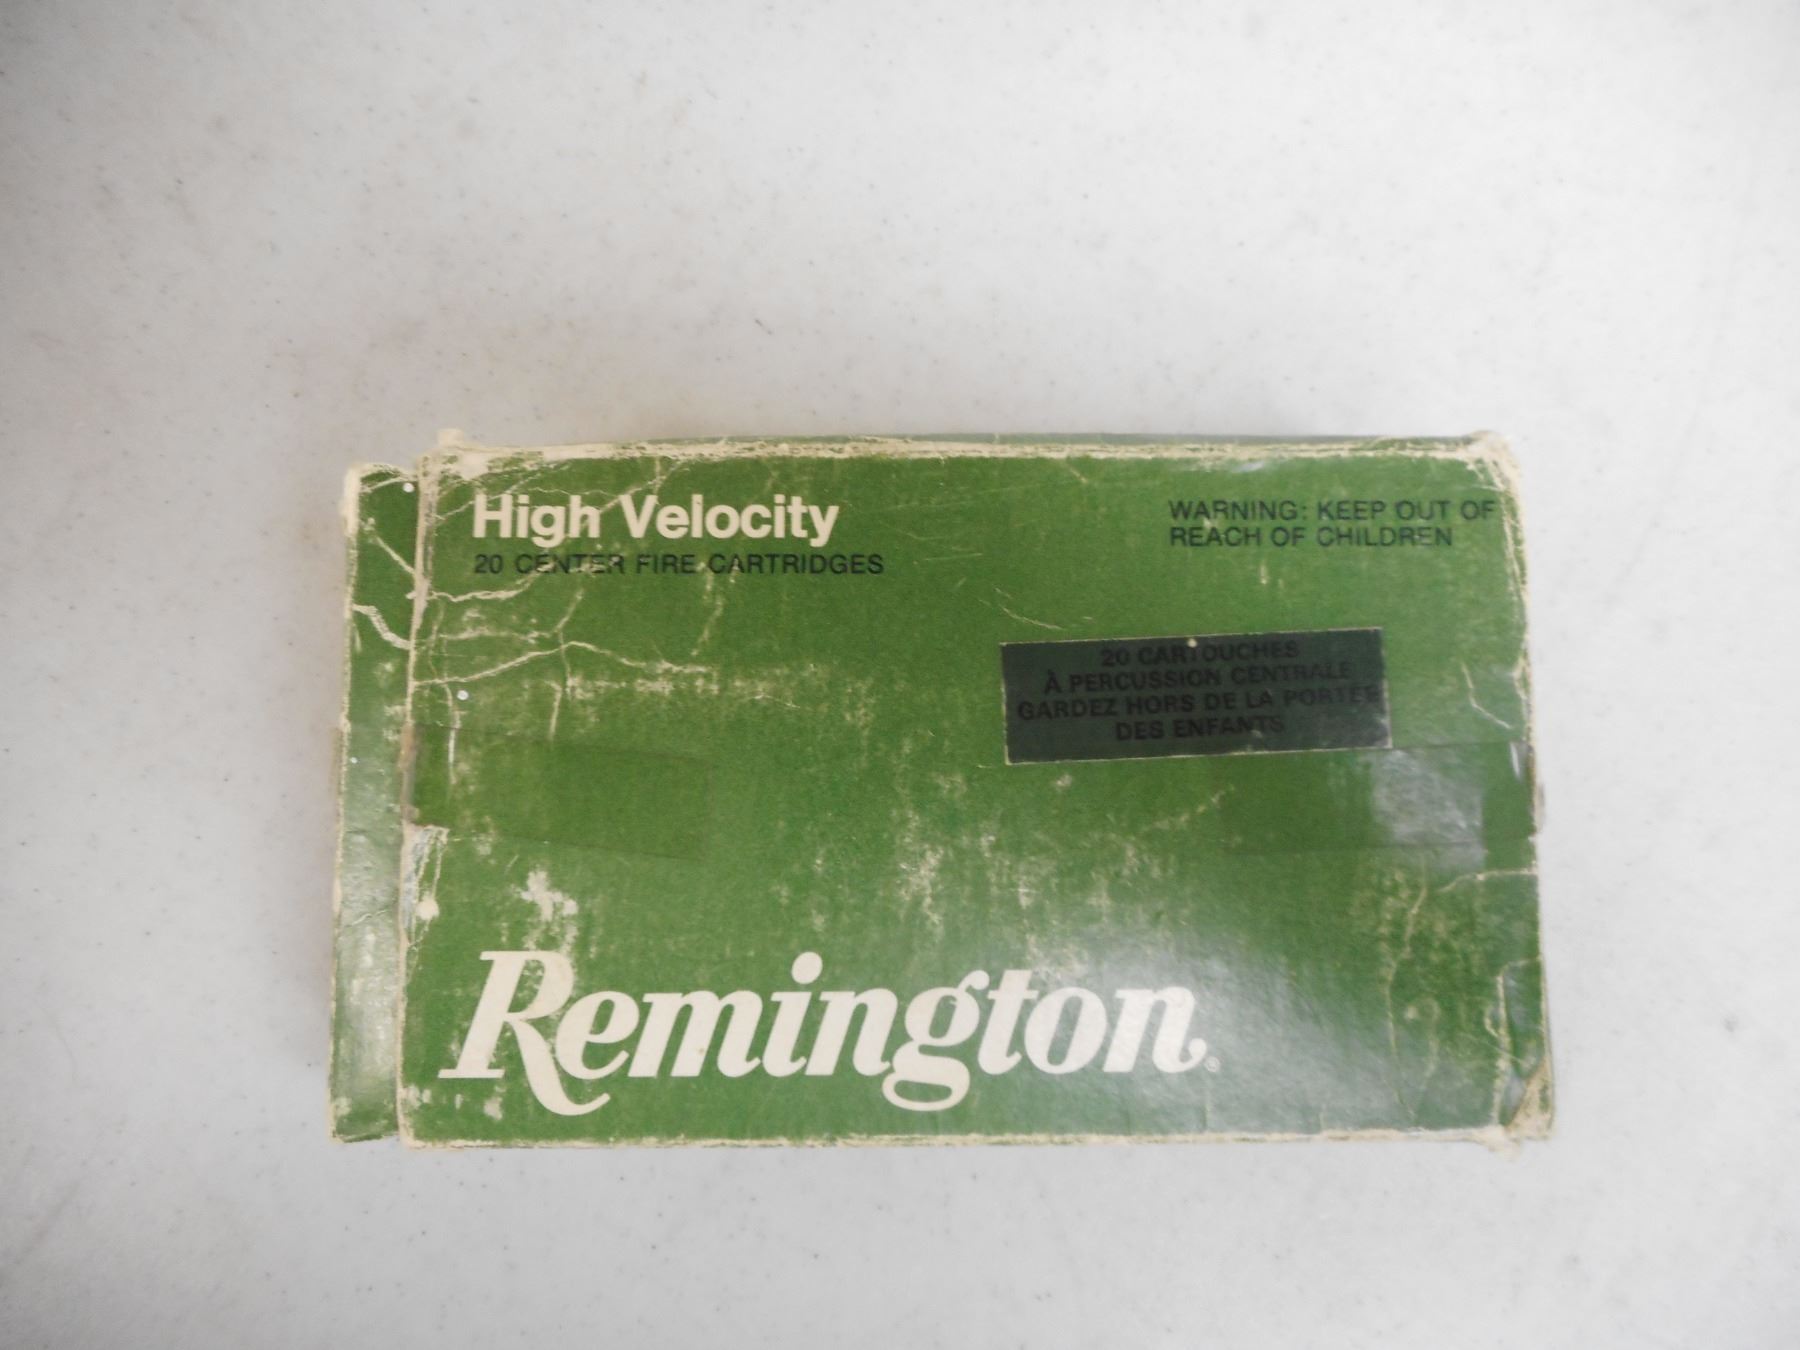 High Velocity
20 CENTER FIRE CARTRIDGES
WARNING: KEEP OUT OF
REACH OF CHILDREN
20 CARTOUCHES
À PERCUSSION CENTRALE
GARDEZ HORS DE LA PORTÉE
DES ENFANTS
Remington®